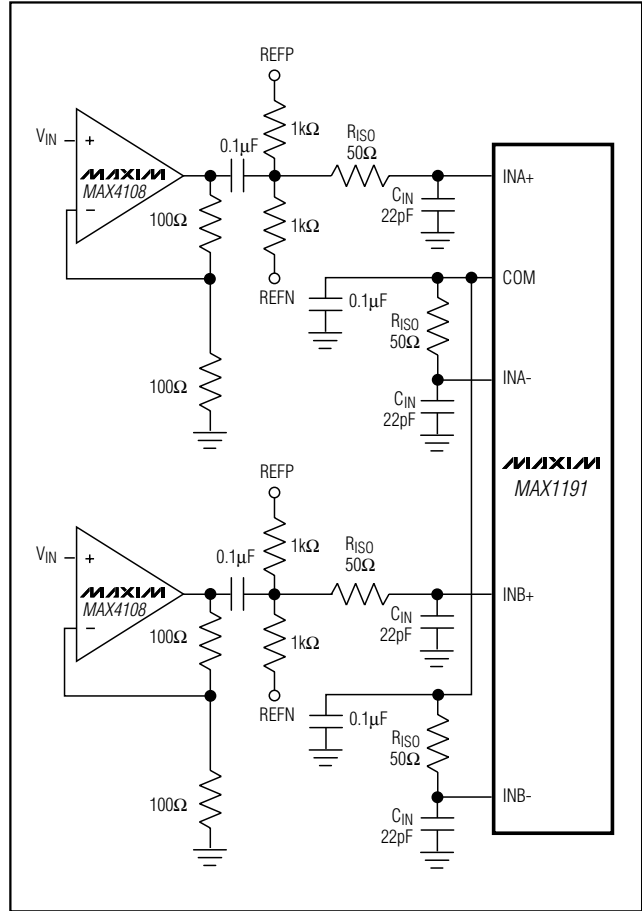 REFP
VIN
+
MAXIM
MAX4108
−
0.1µF
1kΩ
RISO
50Ω
INA+
CIN
22pF
100Ω
1kΩ
REFN
COM
0.1µF
RISO
50Ω
INA-
CIN
22pF
100Ω
MAXIM
MAX1191
REFP
VIN
+
MAXIM
MAX4108
−
0.1µF
1kΩ
RISO
50Ω
INB+
CIN
22pF
100Ω
1kΩ
REFN
0.1µF
RISO
50Ω
INB-
CIN
22pF
100Ω